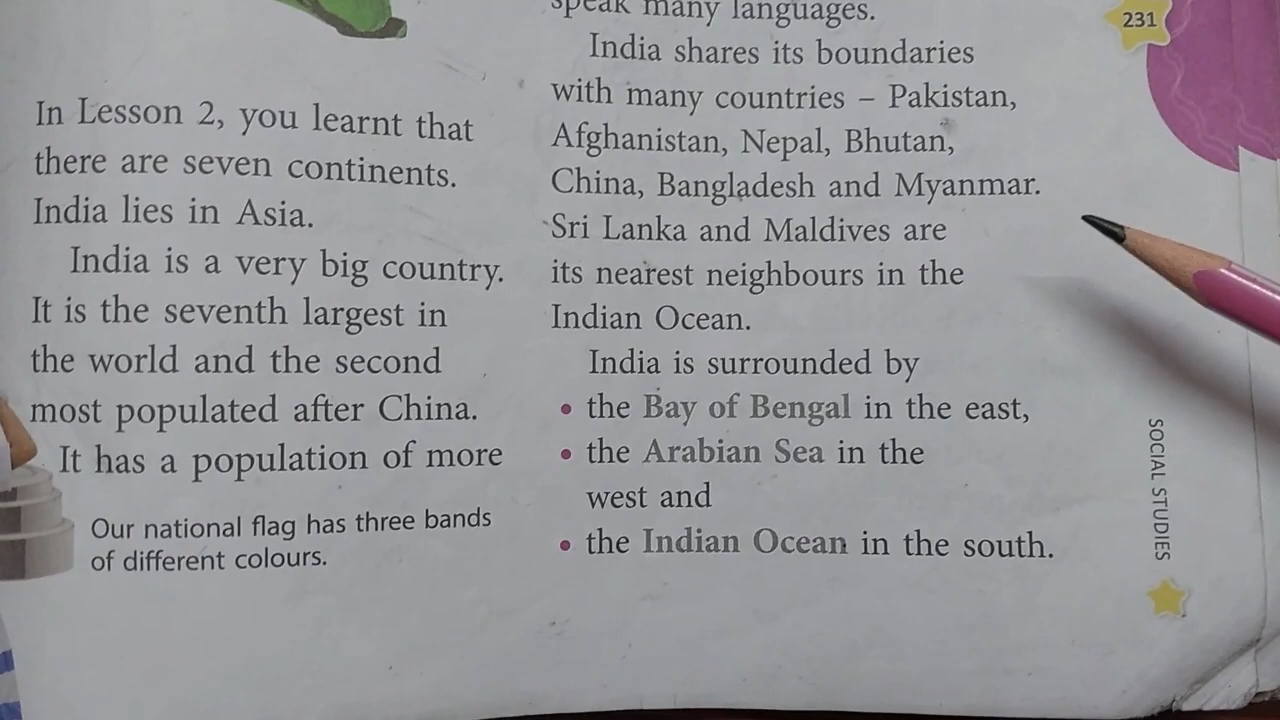 In Lesson 2, you learnt that
there are seven continents.
India lies in Asia.
India is a very big country.
It is the seventh largest in
the world and the second
most populated after China.
It has a population of more
Our national flag has three bands
of different colours.
speak many languages.
India shares its boundaries
with many countries – Pakistan,
Afghanistan, Nepal, Bhutan,
China, Bangladesh and Myanmar.
Sri Lanka and Maldives are
its nearest neighbours in the
Indian Ocean.
India is surrounded by
• the Bay of Bengal in the east,
• the Arabian Sea in the
west and
• the Indian Ocean in the south.
231
SOCIAL STUDIES